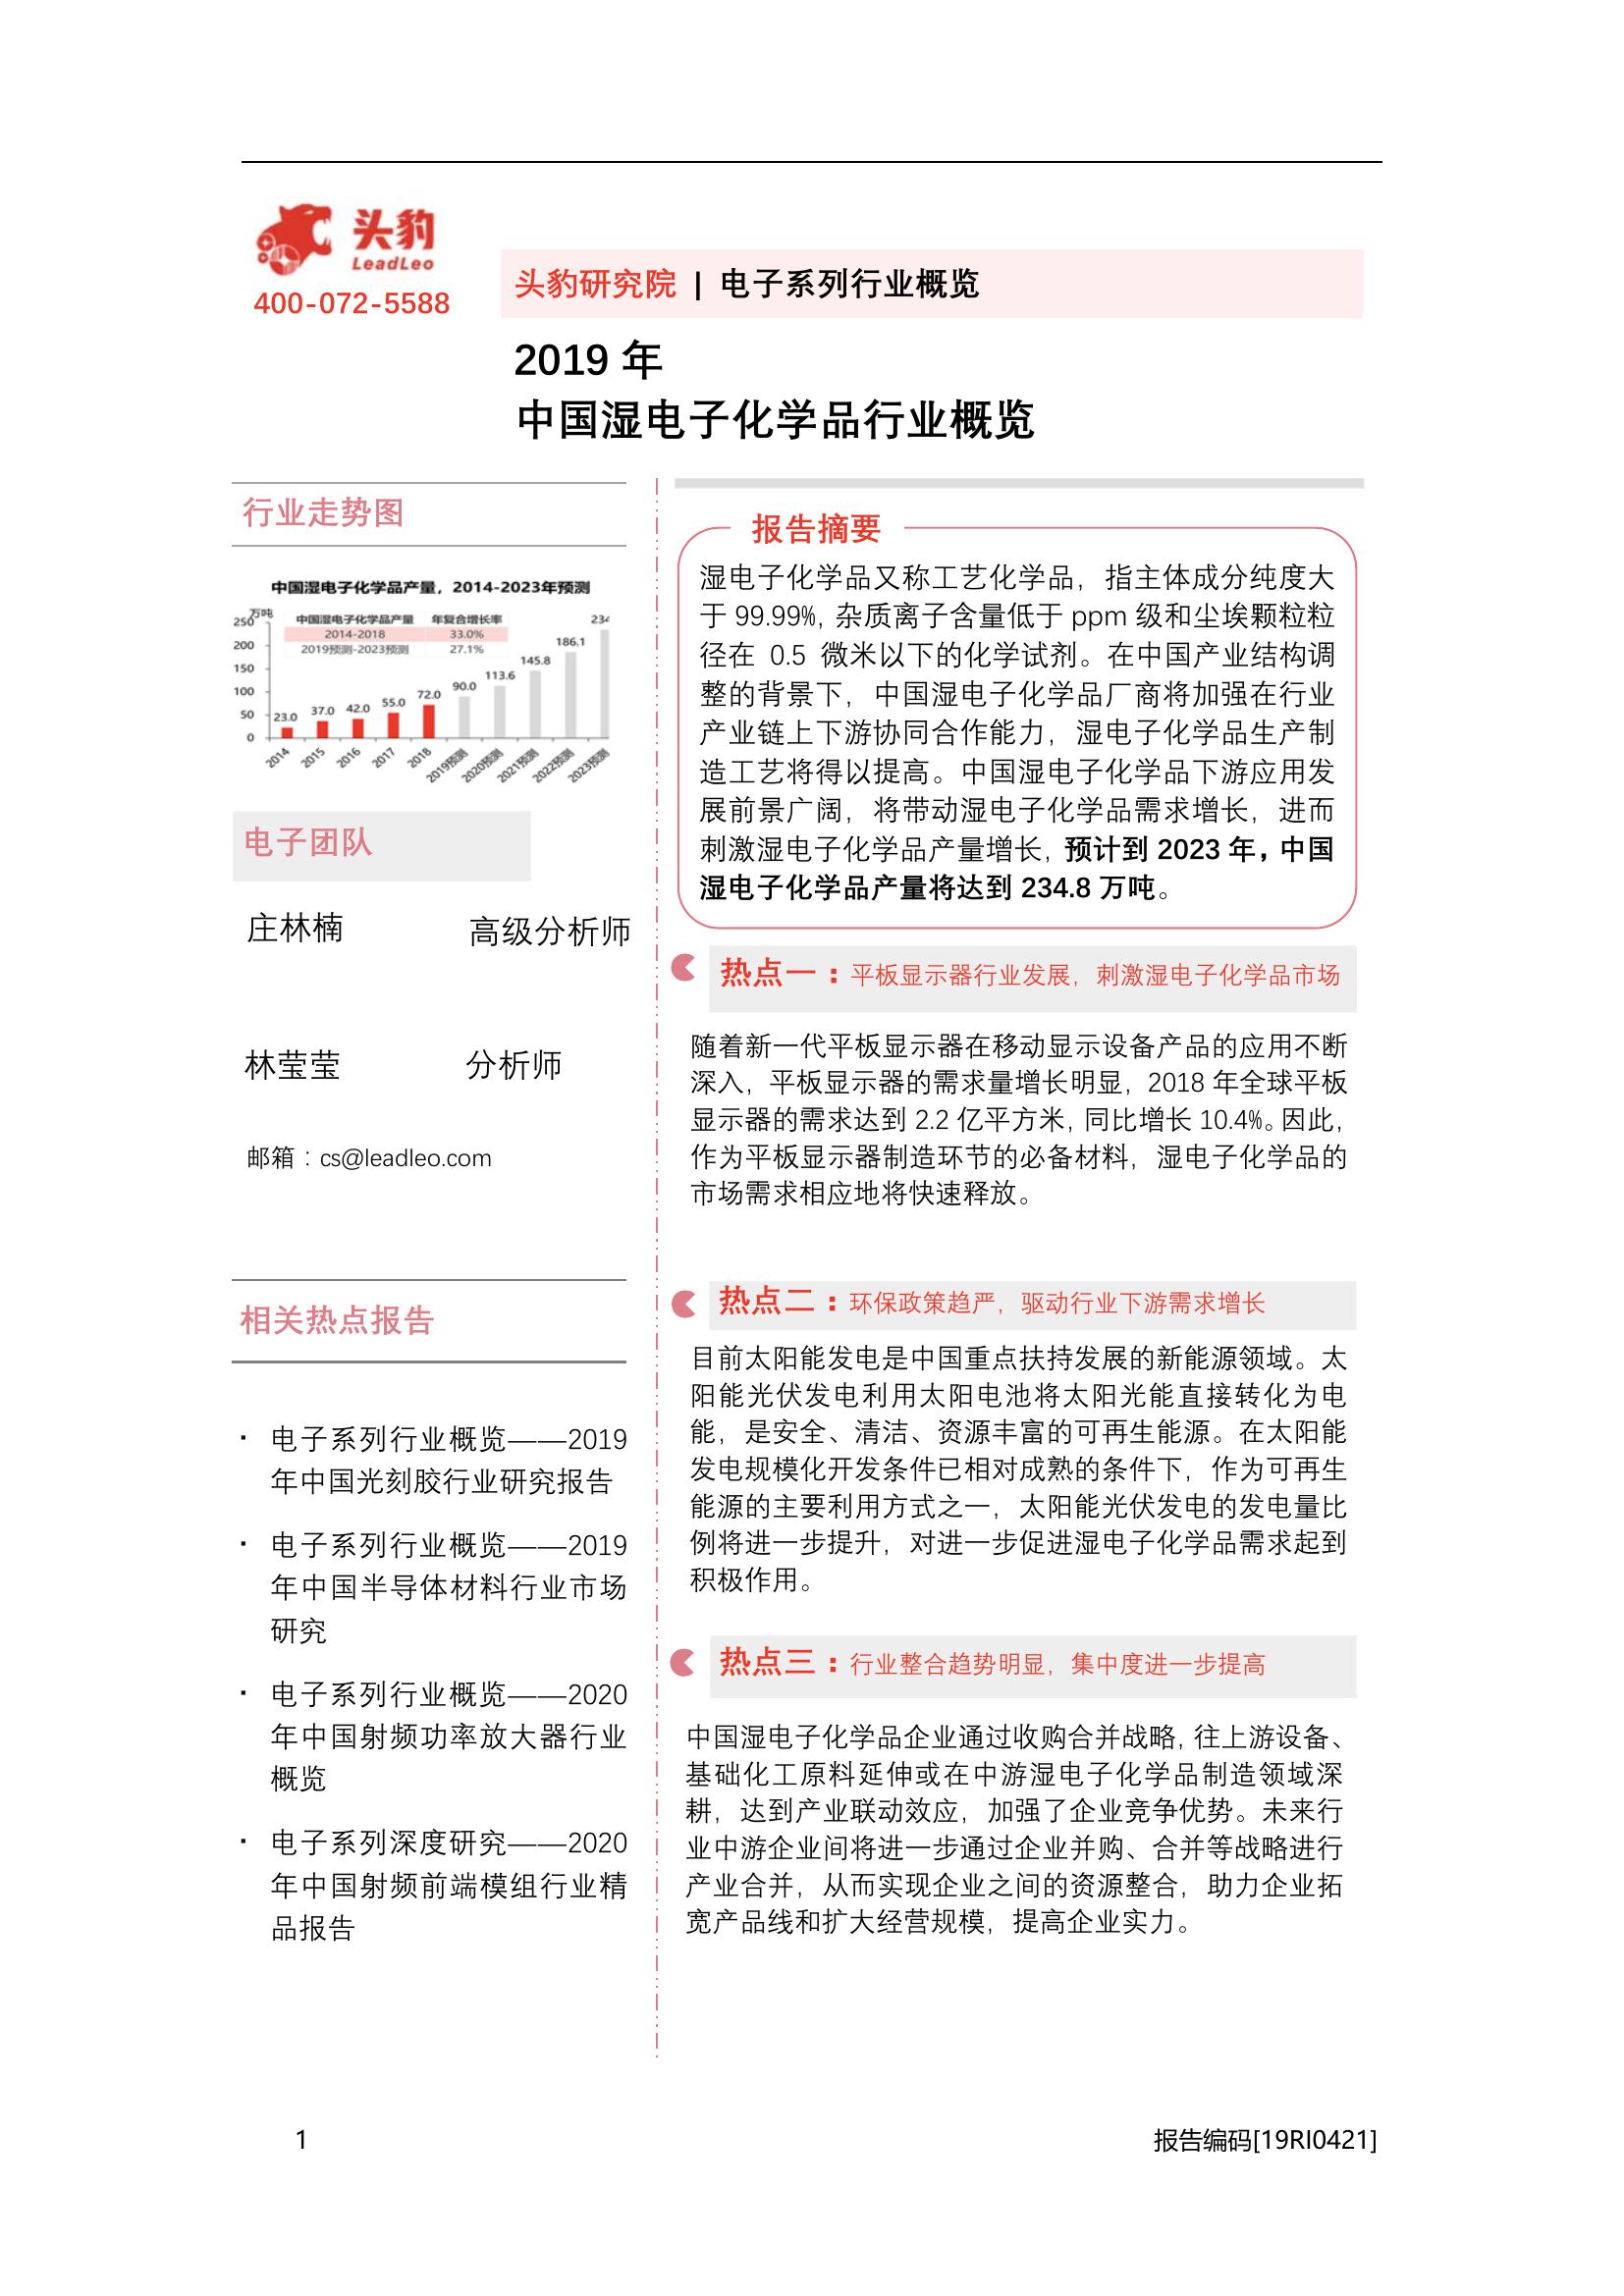 头豹
LeadLeo
400-072-5588
头豹研究院 | 电子系列行业概览
2019 年
中国湿电子化学品行业概览
行业走势图
中国湿电子化学品产量，2014-2023年预测
万吨
中国湿电子化学品产量 年复合增长率
2014-2018 33.0%
2019预测-2023预测 27.1%
250
200
150
100
50
0
23.0
37.0
42.0
55.0
72.0
90.0
113.6
145.8
186.1
2014
2015
2016
2017
2018
2019预测
2020预测
2021预测
2022预测
2023预测
电子团队
庄林楠 高级分析师
林莹莹 分析师
邮箱：cs@leadleo.com
相关热点报告
· 电子系列行业概览——2019
年中国光刻胶行业研究报告
· 电子系列行业概览——2019
年中国半导体材料行业市场
研究
· 电子系列行业概览——2020
年中国射频功率放大器行业
概览
· 电子系列深度研究——2020
年中国射频前端模组行业精
品报告
报告摘要
湿电子化学品又称工艺化学品，指主体成分纯度大
于 99.99%，杂质离子含量低于 ppm 级和尘埃颗粒粒
径在 0.5 微米以下的化学试剂。在中国产业结构调
整的背景下，中国湿电子化学品厂商将加强在行业
产业链上下游协同合作能力，湿电子化学品生产制
造工艺将得以提高。中国湿电子化学品下游应用发
展前景广阔，将带动湿电子化学品需求增长，进而
刺激湿电子化学品产量增长，预计到 2023 年，中国
湿电子化学品产量将达到 234.8 万吨。
热点一：平板显示器行业发展，刺激湿电子化学品市场
随着新一代平板显示器在移动显示设备产品的应用不断
深入，平板显示器的需求量增长明显，2018 年全球平板
显示器的需求达到 2.2 亿平方米，同比增长 10.4%。因此，
作为平板显示器制造环节的必备材料，湿电子化学品的
市场需求相应地将快速释放。
热点二：环保政策趋严，驱动行业下游需求增长
目前太阳能发电是中国重点扶持发展的新能源领域。太
阳能光伏发电利用太阳电池将太阳光能直接转化为电
能，是安全、清洁、资源丰富的可再生能源。在太阳能
发电规模化开发条件已相对成熟的条件下，作为可再生
能源的主要利用方式之一，太阳能光伏发电的发电量比
例将进一步提升，对进一步促进湿电子化学品需求起到
积极作用。
热点三：行业整合趋势明显，集中度进一步提高
中国湿电子化学品企业通过收购合并战略，往上游设备、
基础化工原料延伸或在中游湿电子化学品制造领域深
耕，达到产业联动效应，加强了企业竞争优势。未来行
业中游企业间将进一步通过企业并购、合并等战略进行
产业合并，从而实现企业之间的资源整合，助力企业拓
宽产品线和扩大经营规模，提高企业实力。
1
报告编码[19RI0421]